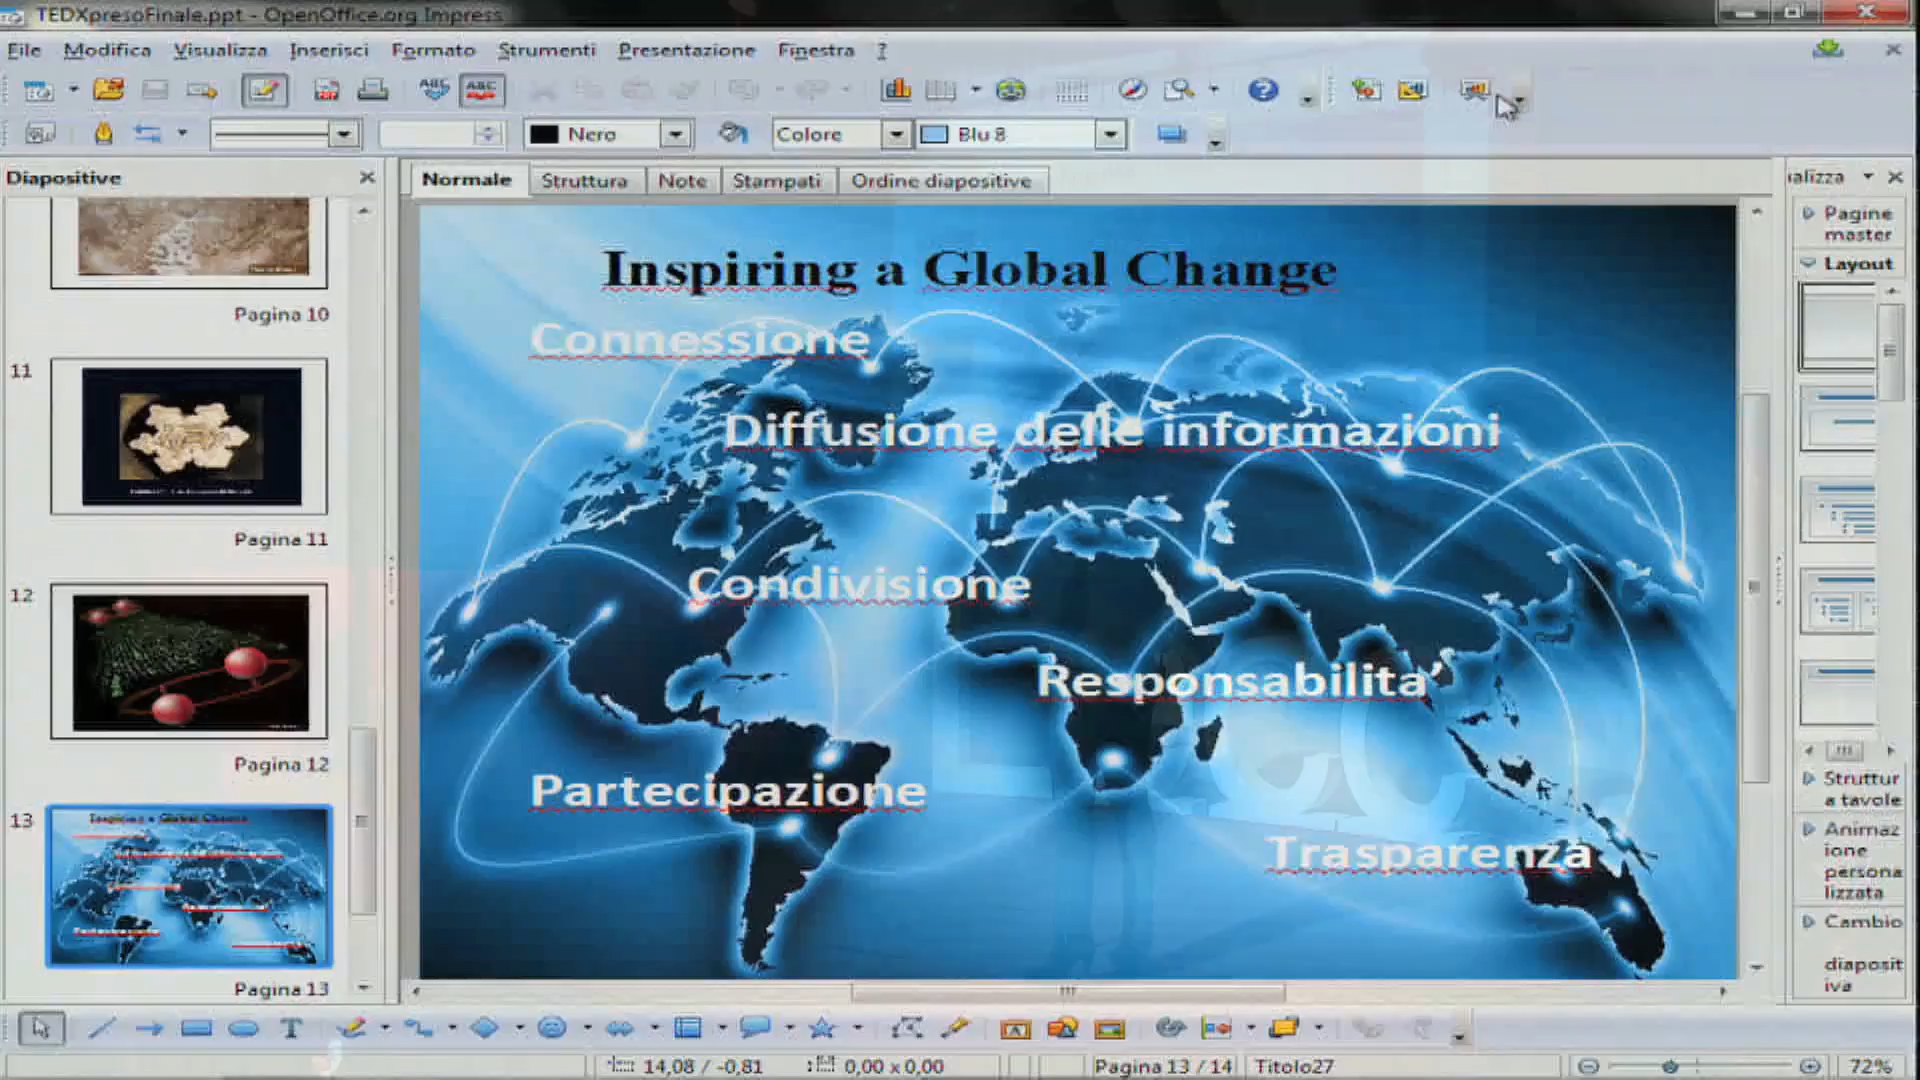 TEDXpresoFinale.ppt - OpenOffice.org Impress
File Modifica Visualizza Inserisci Formato Strumenti Presentazione Finestra ?
ABC ABC
Nero Colore Blu 8
Diapositive
Normale Struttura Note Stampati Ordine diapositive
alizza
Pagine master
Layout
Pagina 10
11
Pagina 11
12
Pagina 12
13
Pagina 13
Inspiring a Global Change
Connessione
Diffusione delle informazioni
Condivisione
Responsabilita'
Partecipazione
Trasparenza
Struttur
a tavole
Animaz
ione
persona
lizzata
Cambio
diaposit
iva
14,08 / -0,81 0,00 x 0,00 Pagina 13 / 14 Titolo27 72%